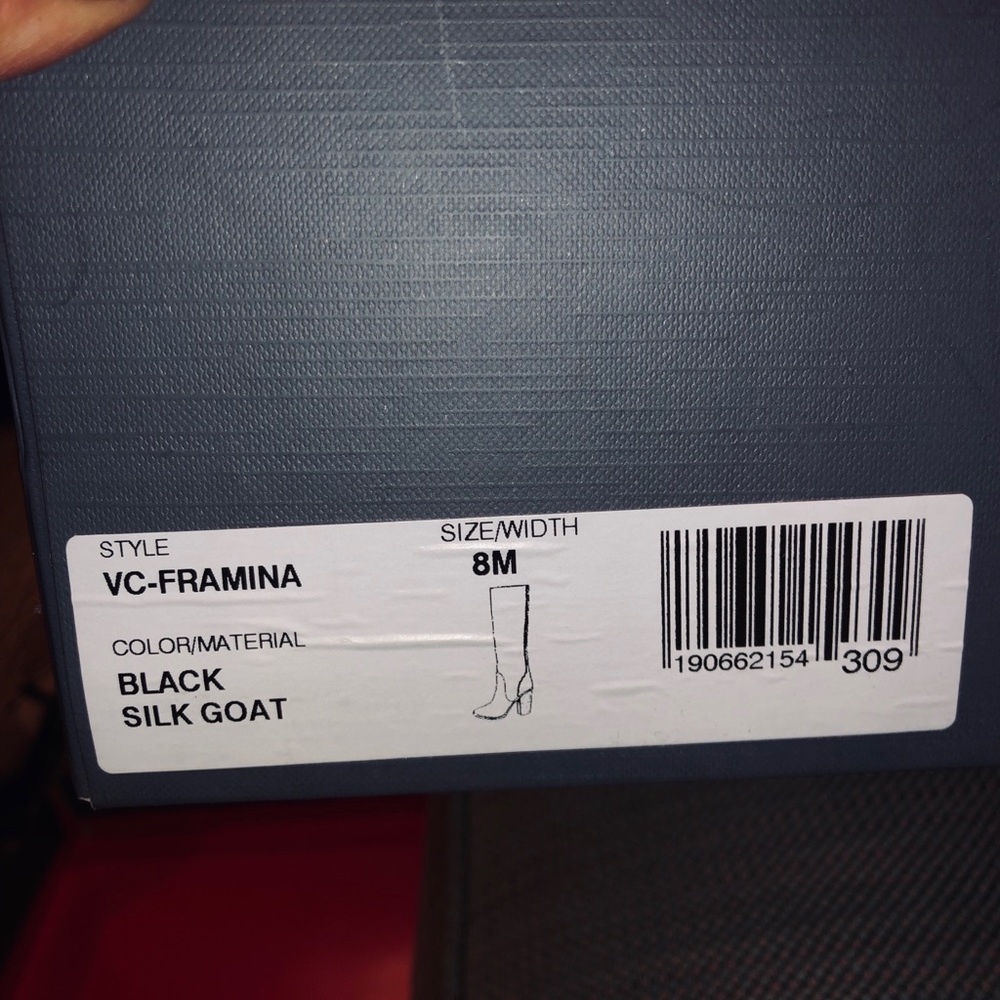 STYLE
VC-FRAMINA
COLOR/MATERIAL
BLACK
SILK GOAT
SIZE/WIDTH
8M
190662154 309